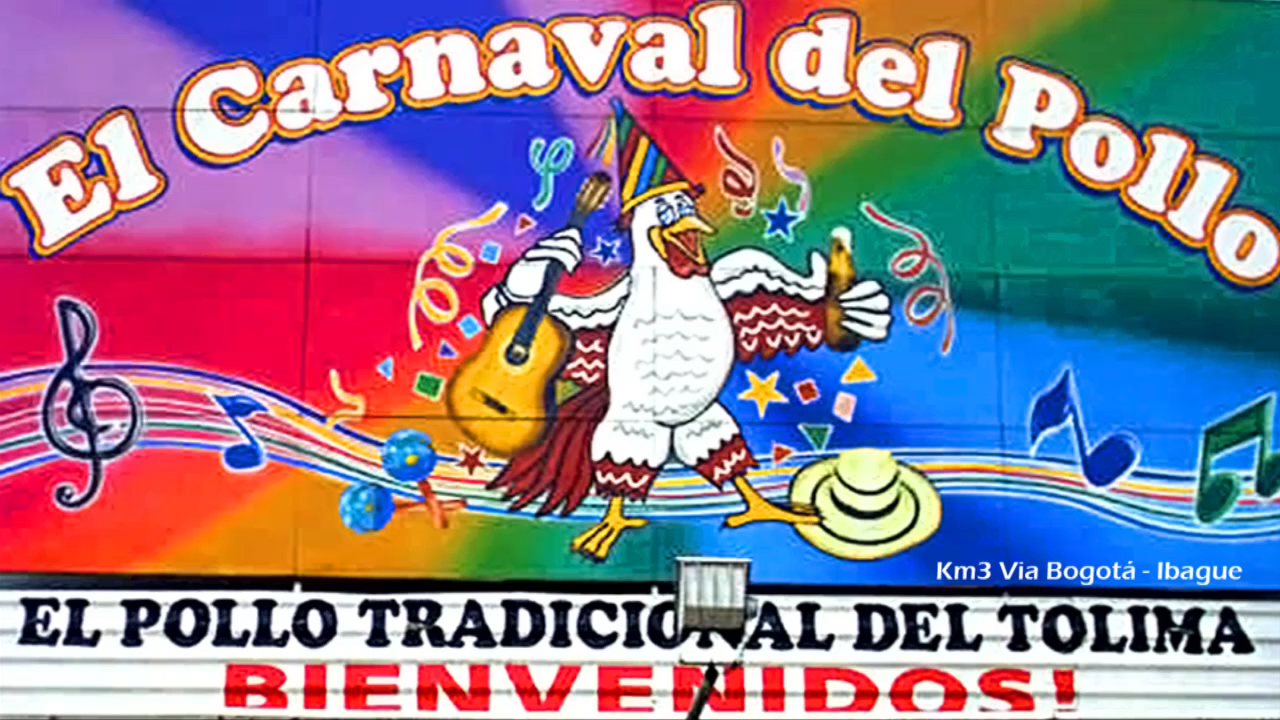 El Carnaval del Pollo
Km3 Via Bogotá - Ibague
EL POLLO TRADICIONAL DEL TOLIMA
BIENVENIDOS!